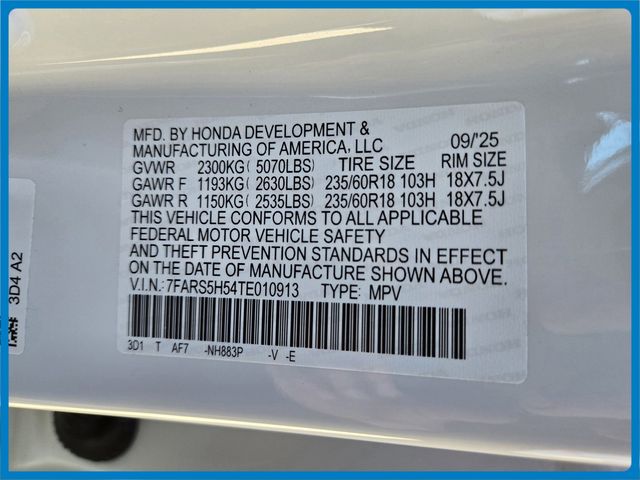 MFD. BY HONDA DEVELOPMENT &
MANUFACTURING OF AMERICA, LLC 09/'25
GVWR 2300KG ( 5070LBS) TIRE SIZE RIM SIZE
GAWR F 1193KG ( 2630LBS) 235/60R18 103H 18X7.5J
GAWR R 1150KG ( 2535LBS) 235/60R18 103H 18X7.5J
THIS VEHICLE CONFORMS TO ALL APPLICABLE
FEDERAL MOTOR VEHICLE SAFETY
AND THEFT PREVENTION STANDARDS IN EFFECT
ON THE DATE OF MANUFACTURE SHOWN ABOVE.
V.I.N.: 7FARS5H54TE010913 TYPE: MPV
3D1 T AF7 -NH883P -V -E
3D4 A2